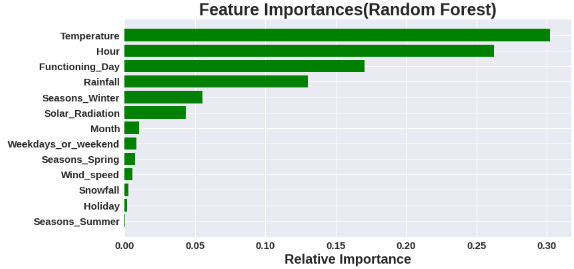 Feature Importances(Random Forest)
Temperature
Hour
Functioning_Day
Rainfall
Seasons_Winter
Solar_Radiation
Month
Weekdays_or_weekend
Seasons_Spring
Wind_speed
Snowfall
Holiday
Seasons_Summer
0.00 0.05 0.10 0.15 0.20 0.25 0.30
Relative Importance